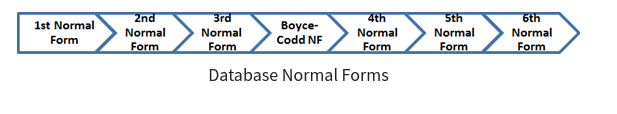 1st Normal
Form
2nd
Normal
Form
3rd
Normal
Form
Boyce-
Codd NF
4th
Normal
Form
5th
Normal
Form
6th
Normal
Form
Database Normal Forms